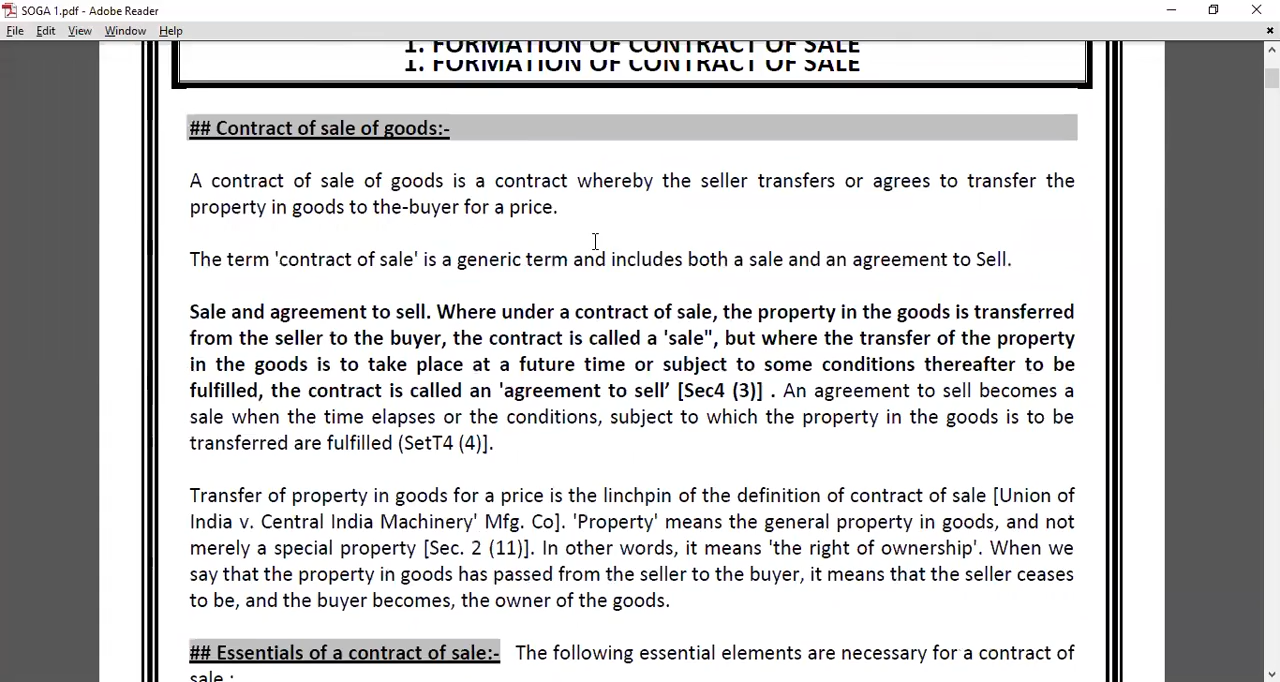 SOGA 1.pdf - Adobe Reader
File Edit View Window Help
1. FORMATION OF CONTRACT OF SALE
1. FORMATION OF CONTRACT OF SALE
## Contract of sale of goods:-
A contract of sale of goods is a contract whereby the seller transfers or agrees to transfer the
property in goods to the-buyer for a price.
The term 'contract of sale' is a generic term and includes both a sale and an agreement to Sell.
Sale and agreement to sell. Where under a contract of sale, the property in the goods is transferred
from the seller to the buyer, the contract is called a 'sale", but where the transfer of the property
in the goods is to take place at a future time or subject to some conditions thereafter to be
fulfilled, the contract is called an 'agreement to sell’ [Sec4 (3)] . An agreement to sell becomes a
sale when the time elapses or the conditions, subject to which the property in the goods is to be
transferred are fulfilled (SetT4 (4)].
Transfer of property in goods for a price is the linchpin of the definition of contract of sale [Union of
India v. Central India Machinery' Mfg. Co]. 'Property' means the general property in goods, and not
merely a special property [Sec. 2 (11)]. In other words, it means 'the right of ownership'. When we
say that the property in goods has passed from the seller to the buyer, it means that the seller ceases
to be, and the buyer becomes, the owner of the goods.
## Essentials of a contract of sale:- The following essential elements are necessary for a contract of
sale :